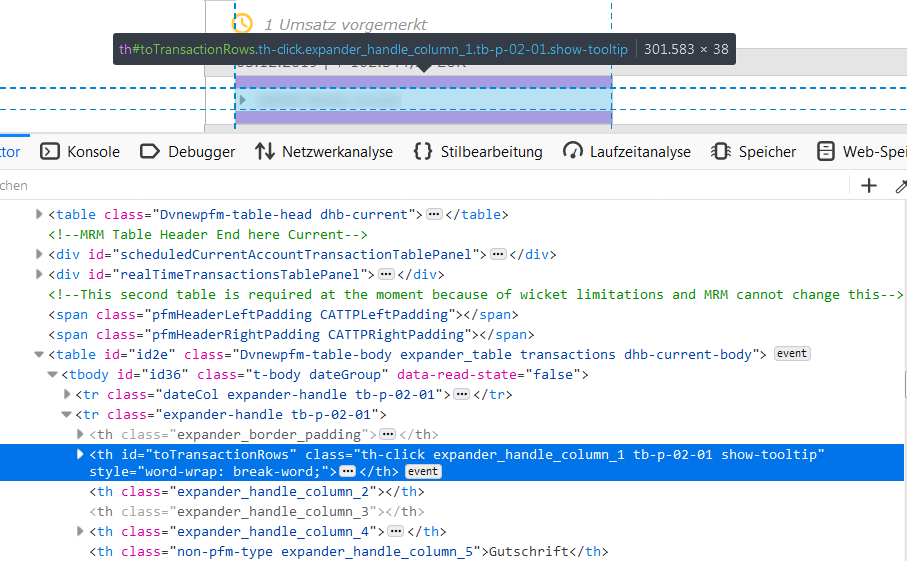 1 Umsatz vorgemerkt
th#toTransactionRows.th-click.expander_handle_column_1.tb-p-02-01.show-tooltip 301.583 × 38
ctor Konsole Debugger Netzwerkanalyse Stilbearbeitung Laufzeitanalyse Speicher Web-Spei
chen
<table class="Dvnewpfm-table-head dhb-current"></table>
<!--MRM Table Header End here Current-->
<div id="scheduledCurrentAccountTransactionTablePanel"></div>
<div id="realTimeTransactionsTablePanel"></div>
<!--This second table is required at the moment because of wicket limitations and MRM cannot change this-->
<span class="pfmHeaderLeftPadding CATTPLeftPadding"></span>
<span class="pfmHeaderRightPadding CATTPRightPadding"></span>
<table id="id2e" class="Dvnewpfm-table-body expander_table transactions dhb-current-body"> event
<tbody id="id36" class="t-body dateGroup" data-read-state="false">
<tr class="dateCol expander-handle tb-p-02-01"></tr>
<tr class="expander-handle tb-p-02-01">
<th class="expander_border_padding"></th>
<th id="toTransactionRows" class="th-click expander_handle_column_1 tb-p-02-01 show-tooltip"
style="word-wrap: break-word;"></th> event
<th class="expander_handle_column_2"></th>
<th class="expander_handle_column_3"></th>
<th class="expander_handle_column_4"></th>
<th class="non-pfm-type expander_handle_column_5">Gutschrift</th>